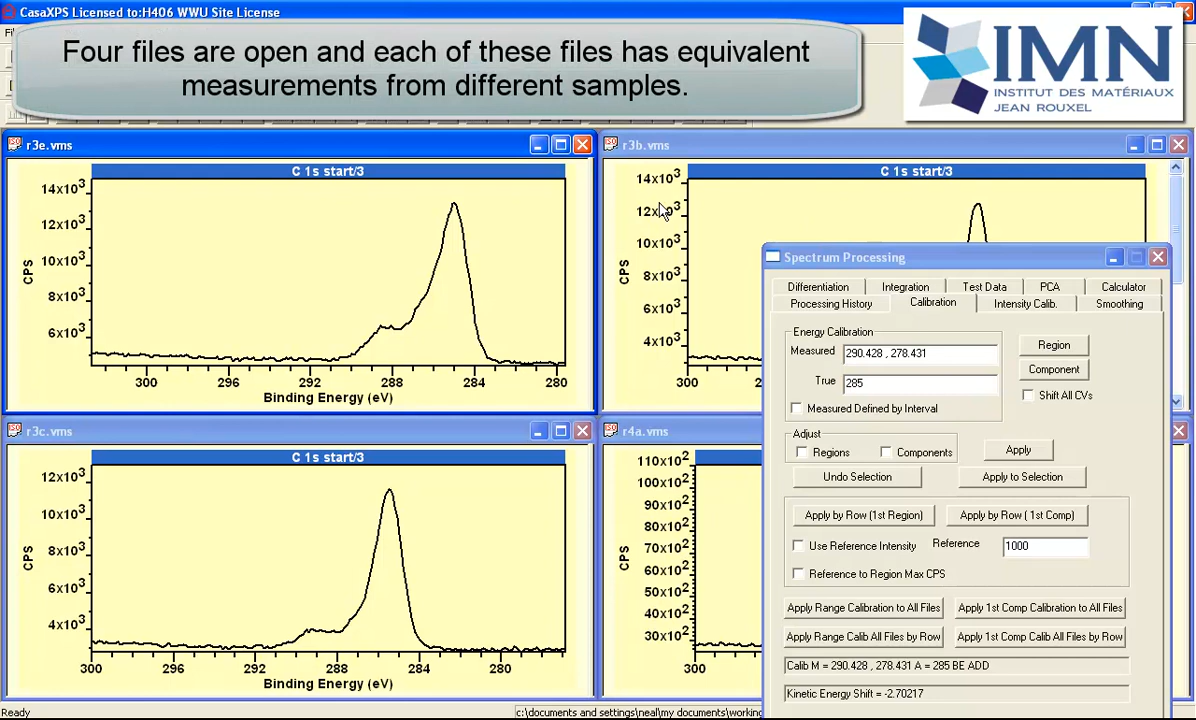 CasaXPS Licensed to:H406 WWU Site License
Four files are open and each of these files has equivalent
measurements from different samples.
IMN
INSTITUT DES MATÉRIAUX
JEAN ROUXEL
r3e.vms
C 1s start/3
14x10³
12x10³
10x10³
8x10³
6x10³
CPS
300 296 292 288 284 280
Binding Energy (eV)
r3b.vms
C 1s start/3
14x10³
10x10³
8x10³
6x10³
4x10³
CPS
300
r3c.vms
C 1s start/3
12x10³
10x10³
8x10³
6x10³
4x10³
CPS
300 296 292 288 284 280
Binding Energy (eV)
r4a.vms
110x10²
100x10²
90x10²
80x10²
70x10²
60x10²
50x10²
40x10²
30x10²
CPS
300
Spectrum Processing
Differentiation Integration Test Data PCA Calculator
Processing History Calibration Intensity Calib. Smoothing
Energy Calibration
Measured 290.428 , 278.431
True 285
Measured Defined by Interval
Region
Component
Shift All CVs
Adjust
Regions Components
Apply
Undo Selection Apply to Selection
Apply by Row (1st Region) Apply by Row ( 1st Comp)
Use Reference Intensity Reference 1000
Reference to Region Max CPS
Apply Range Calibration to All Files Apply 1st Comp Calibration to All Files
Apply Range Calib All Files by Row Apply 1st Comp Calib All Files by Row
Calib M = 290.428 , 278.431 A = 285 BE ADD
Kinetic Energy Shift = -2.70217
Ready
c:\documents and settings\neal\my documents\working